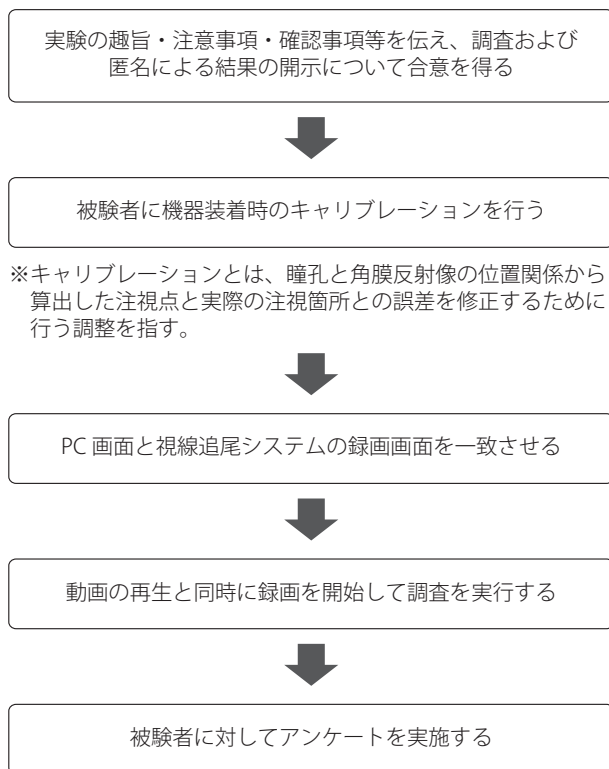 実験の趣旨・注意事項・確認事項等を伝え、調査および
匿名による結果の開示について合意を得る
被験者に機器装着時のキャリブレーションを行う
※キャリブレーションとは、瞳孔と角膜反射像の位置関係から
算出した注視点と実際の注視箇所との誤差を修正するために
行う調整を指す。
PC 画面と視線追尾システムの録画画面を一致させる
動画の再生と同時に録画を開始して調査を実行する
被験者に対してアンケートを実施する